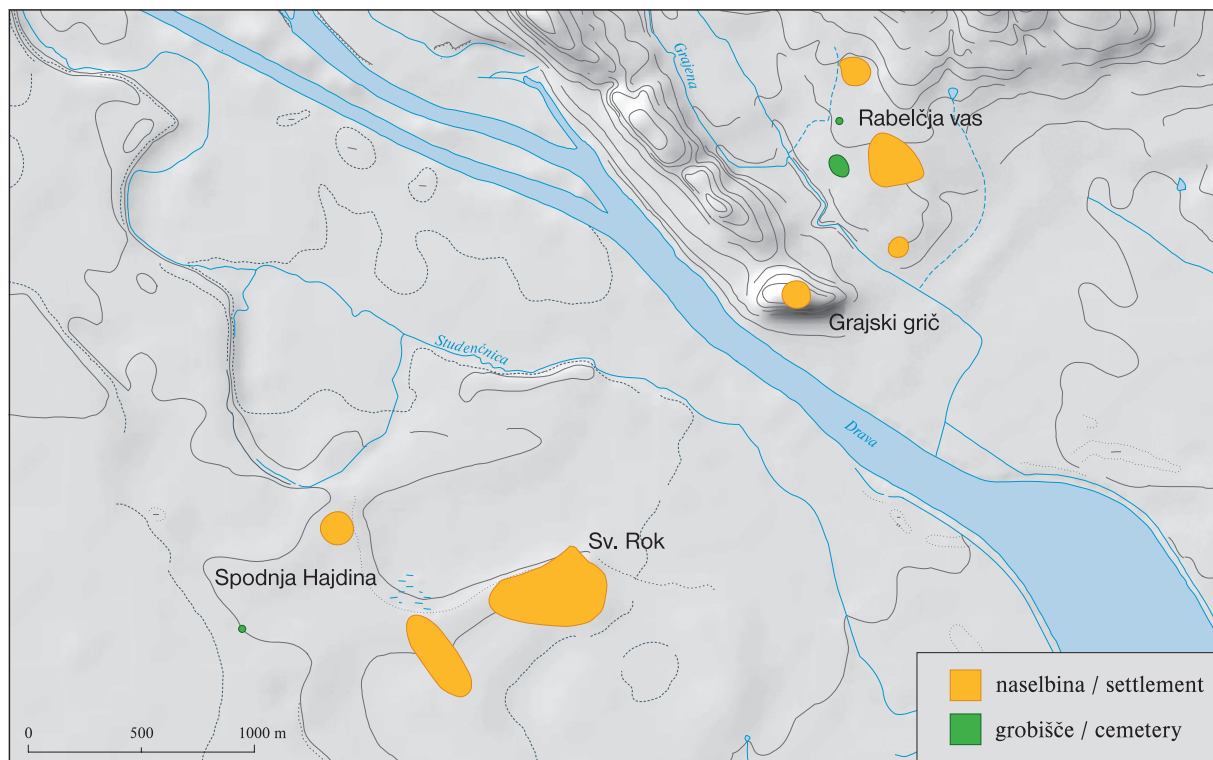 Grajena
Rabelčja vas
Grajski grič
Studenčnica
Drava
Sv. Rok
Spodnja Hajdina
naselbina / settlement
grobišče / cemetery
0 500 1000 m